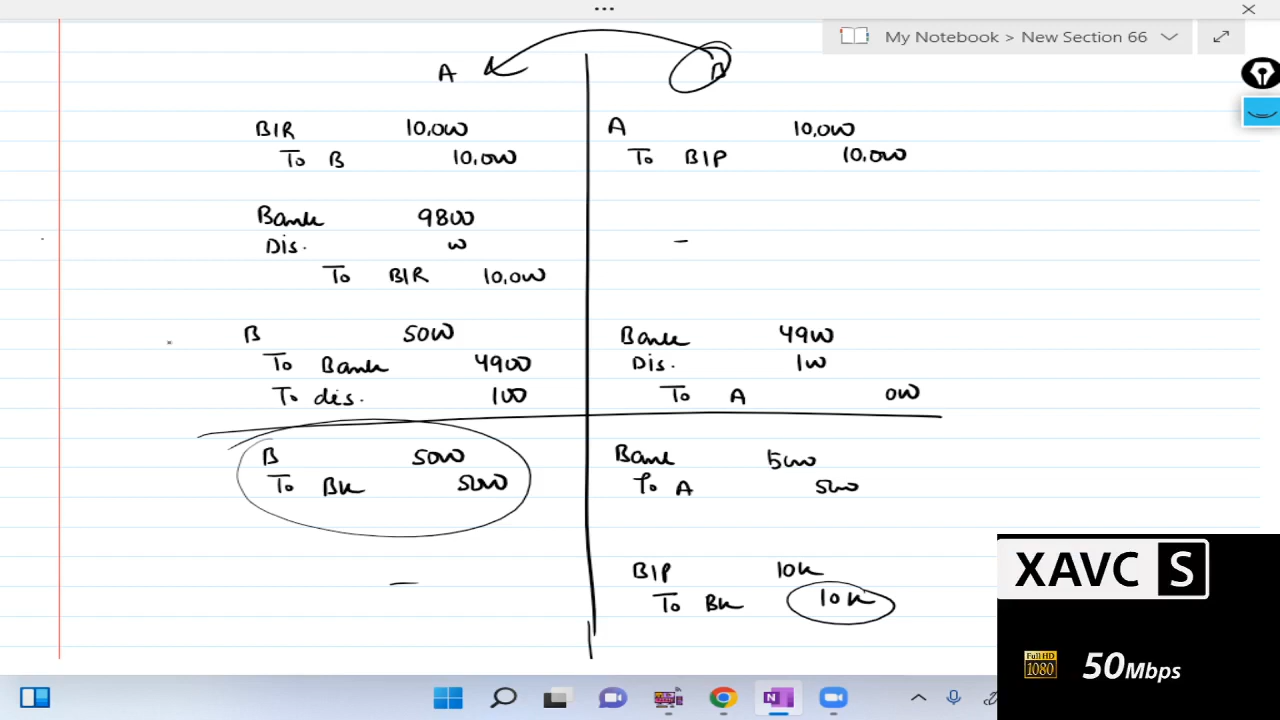 My Notebook > New Section 66
A
B
B/R 10,000
To B 10,000
Bank 9800
Dis.
To B/R 10,000
B 5000
To Bank 4900
To dis. 100
B 5000
To Bk 5000
A 10,000
To B/P 10,000
Bank 4900
Dis. 100
To A
Bank 5000
To A 5000
B/P 10k
To Bk 10k
XAVC S
Full HD
1080
50Mbps